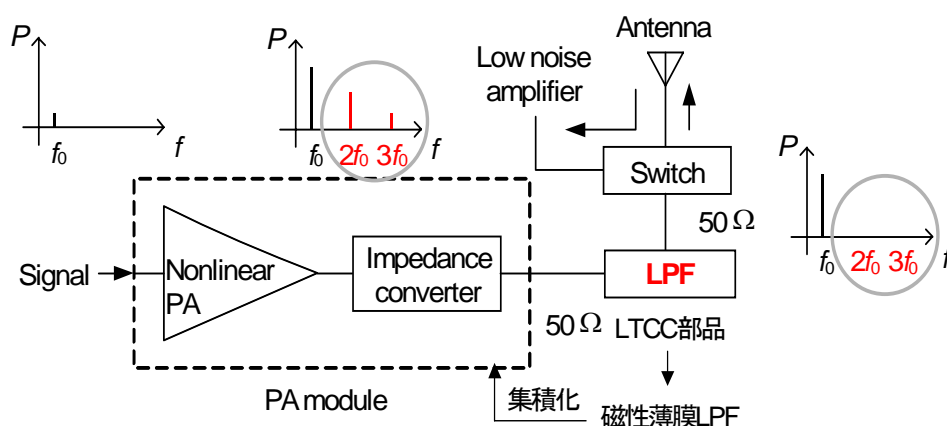 P
f₀
f
P
f₀
2f₀ 3f₀
f
Antenna
Low noise
amplifier
Switch
50 Ω
P
f₀
2f₀ 3f₀
f
Signal
Nonlinear
PA
Impedance
converter
LPF
50 Ω
LTCC部品
PA module
集積化
磁性薄膜LPF